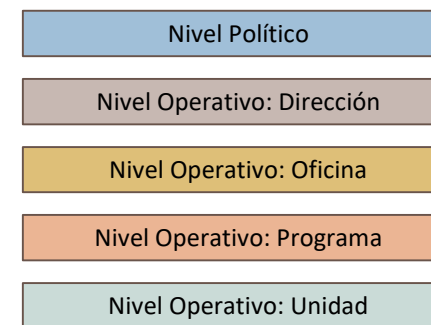 Nivel Político
Nivel Operativo: Dirección
Nivel Operativo: Oficina
Nivel Operativo: Programa
Nivel Operativo: Unidad